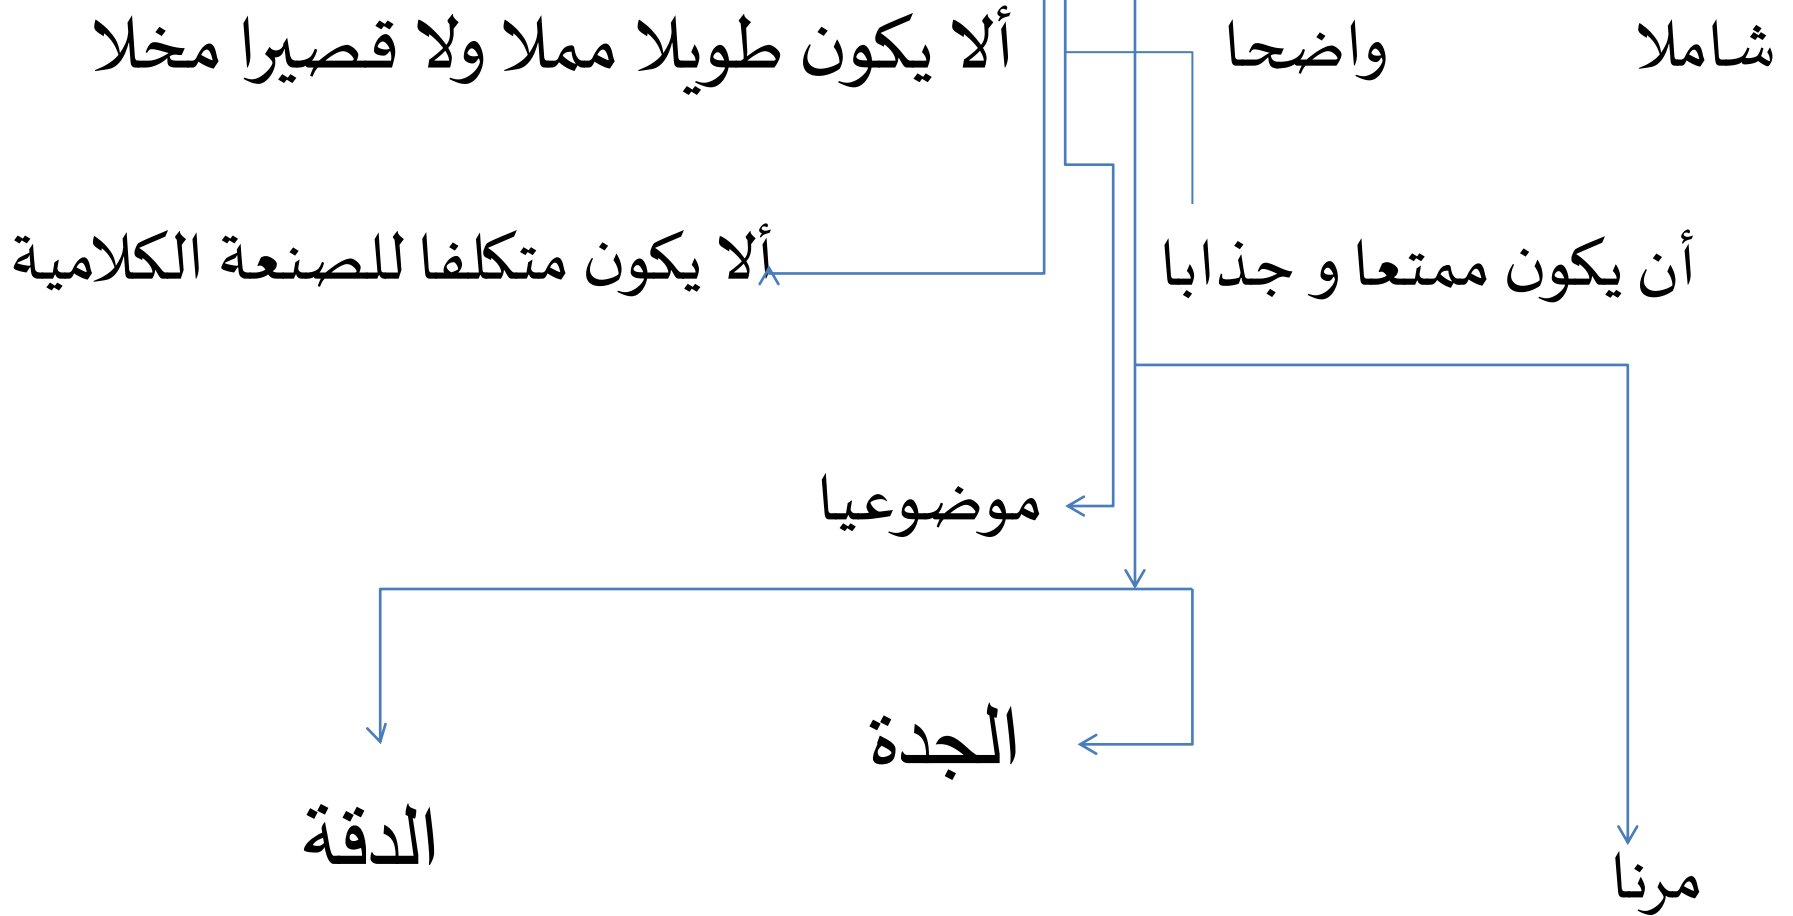 شاملا
واضحا
ألا يكون طويلا مملا ولا قصيرا مخلا
أن يكون ممتعا و جذابا
ألا يكون متكلفا للصنعة الكلامية
موضوعيا
الجدة
الدقة
مرنا